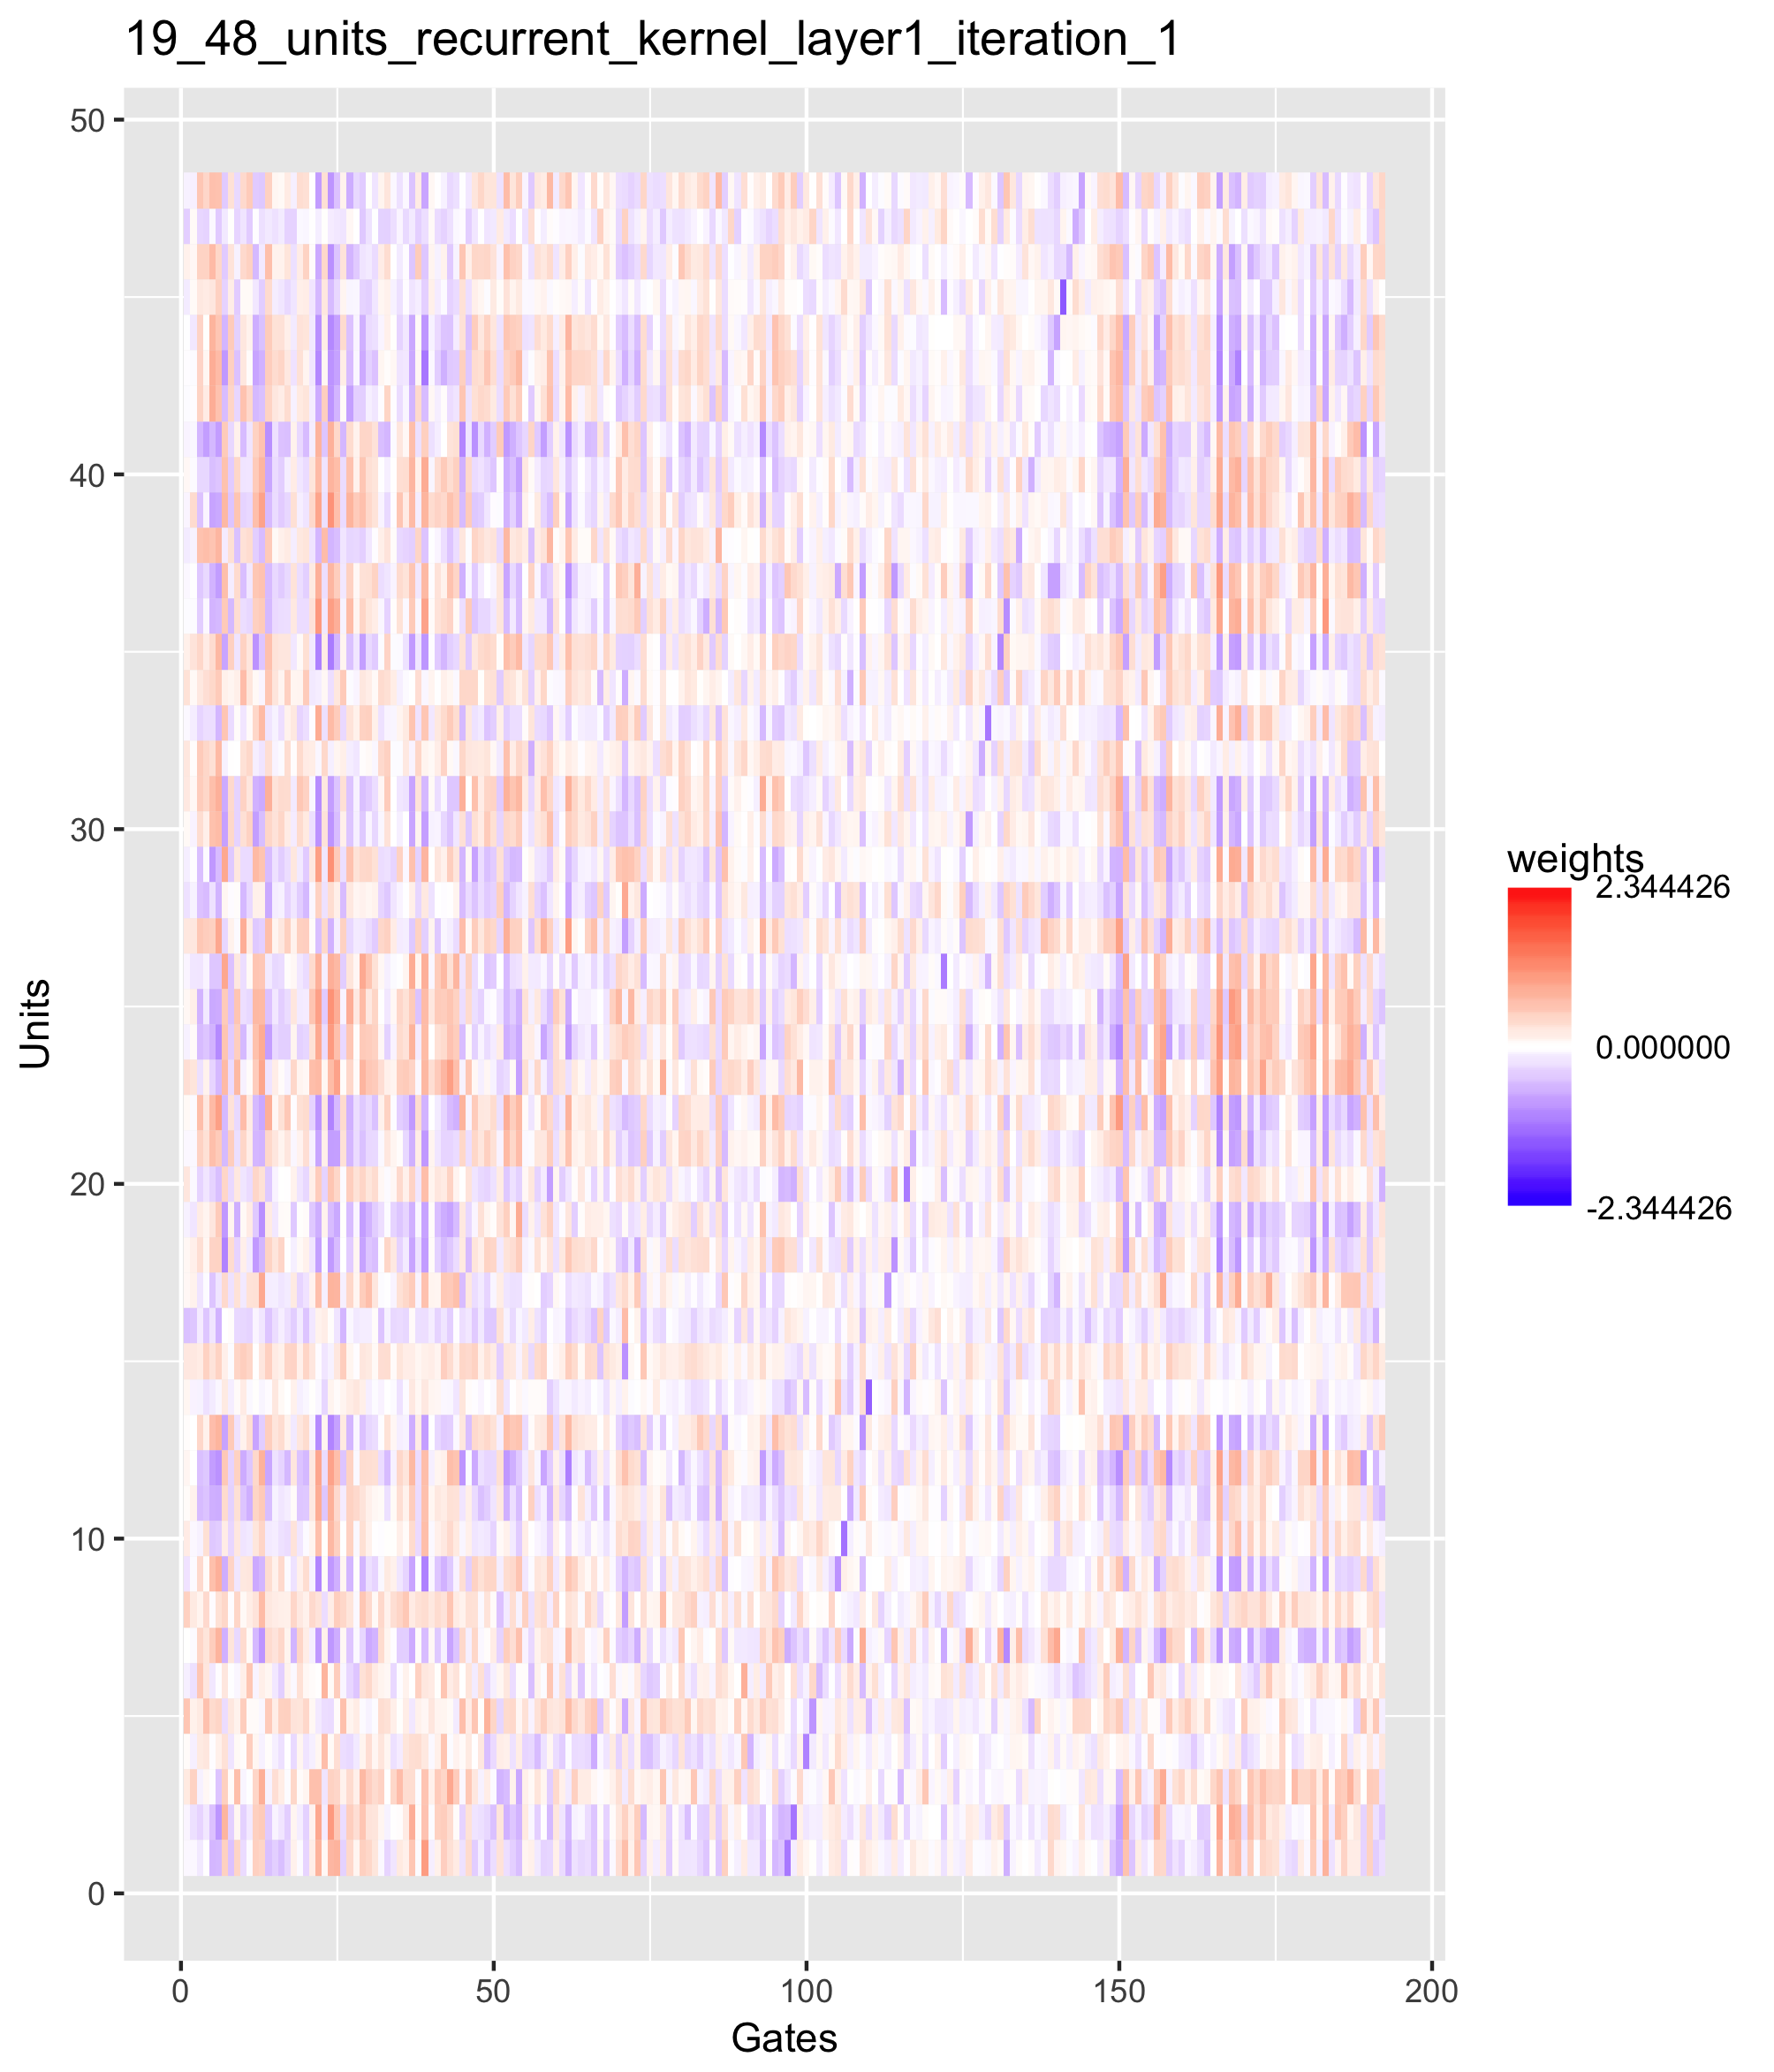 19_48_units_recurrent_kernel_layer1_iteration_1
50
40
30
20
10
0
Units
0 50 100 150 200
Gates
weights
2.344426
0.000000
-2.344426